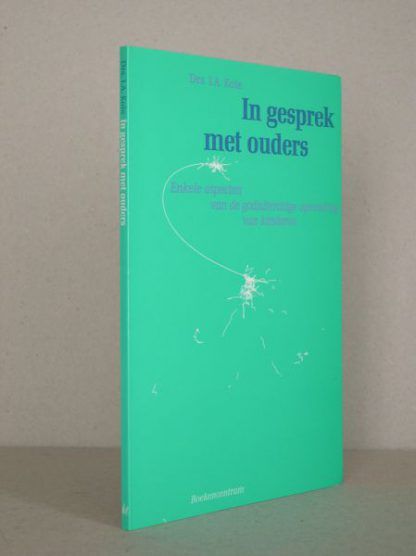 Drs. I.A. Kole
In gesprek
met ouders
Enkele aspecten
van de godsdienstige opvoeding
van kinderen
Boekencentrum
Drs. I.A. Kole In gesprek met ouders